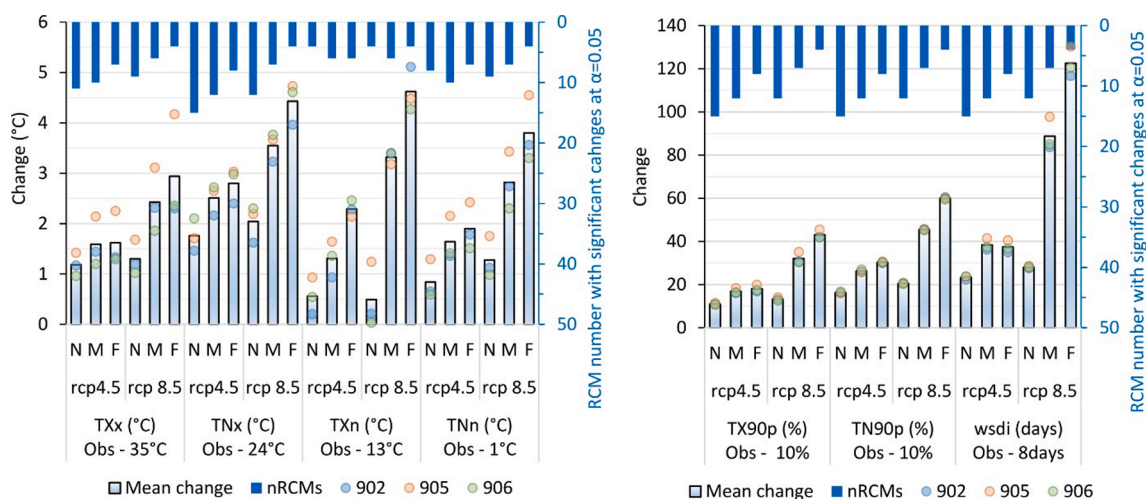 6
5
4
3
2
1
0
Change (°C)
0
10
20
30
40
50
RCM number with significant cahnges at α=0.05
N M F N M F N M F N M F N M F N M F N M F N M F
rcp4.5 rcp 8.5 rcp4.5 rcp 8.5 rcp4.5 rcp 8.5 rcp4.5 rcp 8.5
TXx (°C) TNx (°C) TXn (°C) TNn (°C)
Obs - 35°C Obs - 24°C Obs - 13°C Obs - 1°C
Mean change nRCMs 902 905 906
140
120
100
80
60
40
20
0
Change
0
10
20
30
40
50
RCM number with significant changes at α=0.05
N M F N M F N M F N M F N M F N M F
rcp4.5 rcp 8.5 rcp4.5 rcp 8.5 rcp4.5 rcp 8.5
TX90p (%) TN90p (%) wsdi (days)
Obs - 10% Obs - 10% Obs - 8days
Mean change nRCMs 902 905 906